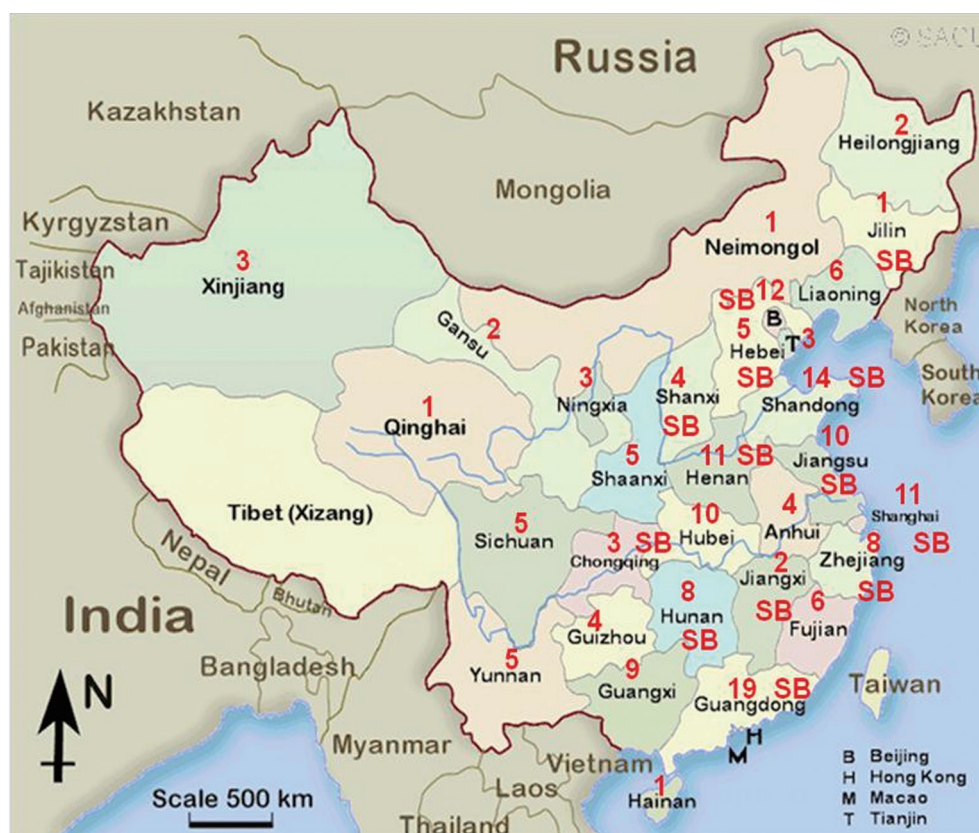 © SACU
Russia
Kazakhstan
2
Heilongjiang
Mongolia
1
Jilin
Kyrgyzstan
1
Neimongol
3
Xinjiang
SB
6
Liaoning
Tajikistan
12
SB
B
North
Korea
Afghanistan
2
Gansu
5
Hebei
T
3
Pakistan
SB
14
SB
Shandong
South
Korea
3
Ningxia
4
Shanxi
SB
1
Qinghai
10
Jiangsu
SB
5
Shaanxi
11
SB
Henan
11
Shanghai
SB
Tibet (Xizang)
5
Sichuan
10
Hubei
4
Anhui
8
Zhejiang
SB
3
SB
Chongqing
2
Jiangxi
SB
Nepal
Bhutan
India
8
Hunan
SB
6
Fujian
4
Guizhou
Bangladesh
5
Yunnan
9
Guangxi
19
SB
Guangdong
Taiwan
N
H
M
Myanmar
Vietnam
Laos
1
Hainan
Thailand
Scale 500 km
B Beijing
H Hong Kong
M Macao
T Tianjin